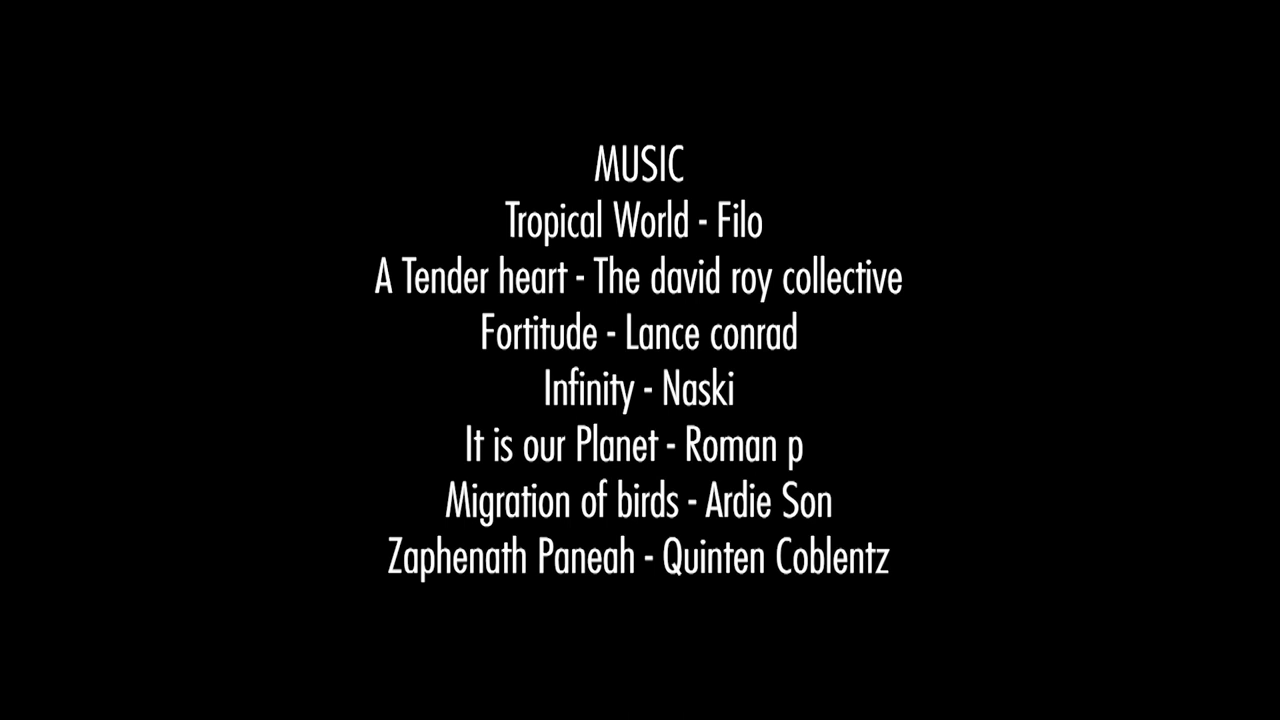 MUSIC
Tropical World - Filo
A Tender heart - The david roy collective
Fortitude - Lance conrad
Infinity - Naski
It is our Planet - Roman p
Migration of birds - Ardie Son
Zaphenath Paneah - Quinten Coblentz